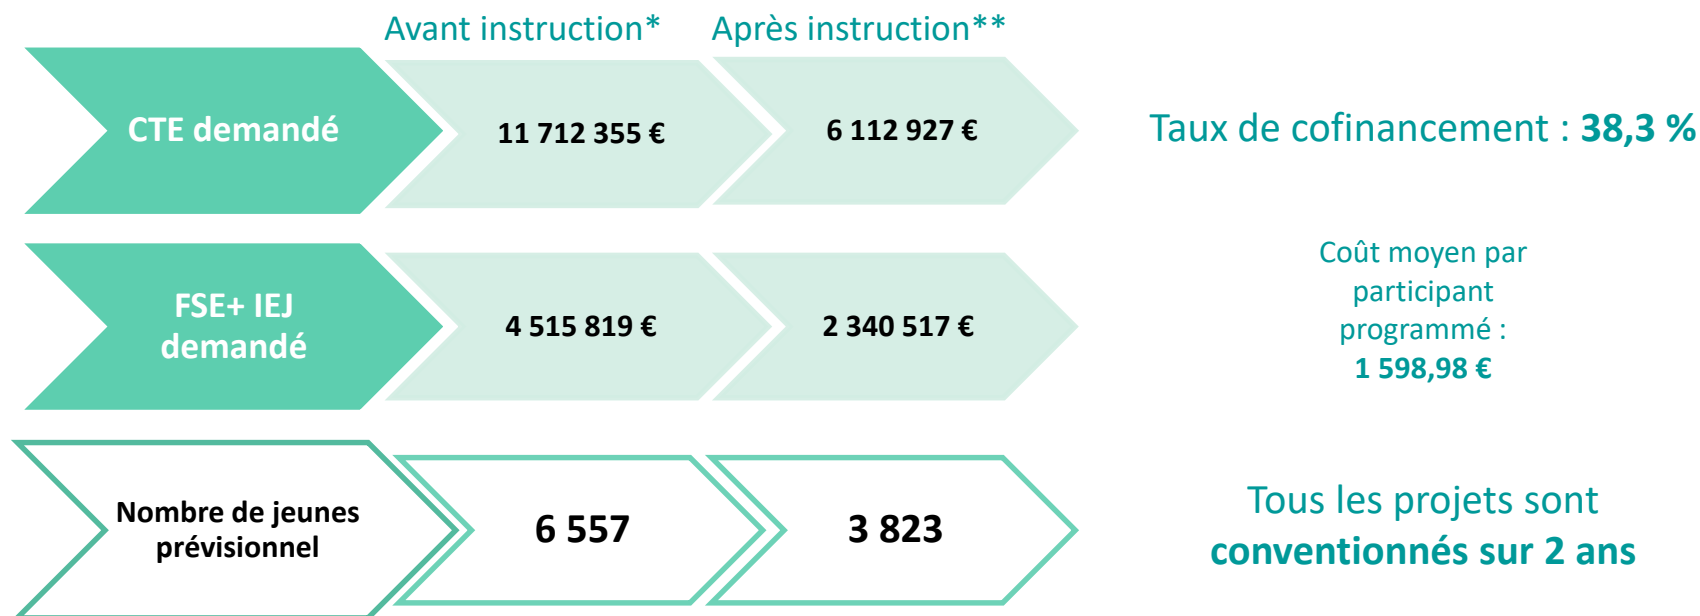 Avant instruction* Après instruction**
CTE demandé 11 712 355 € 6 112 927 € Taux de cofinancement : 38,3 %
FSE+ IEJ
demandé
4 515 819 € 2 340 517 €
Coût moyen par
participant
programmé :
1 598,98 €
Nombre de jeunes
prévisionnel
6 557 3 823
Tous les projets sont
conventionnés sur 2 ans